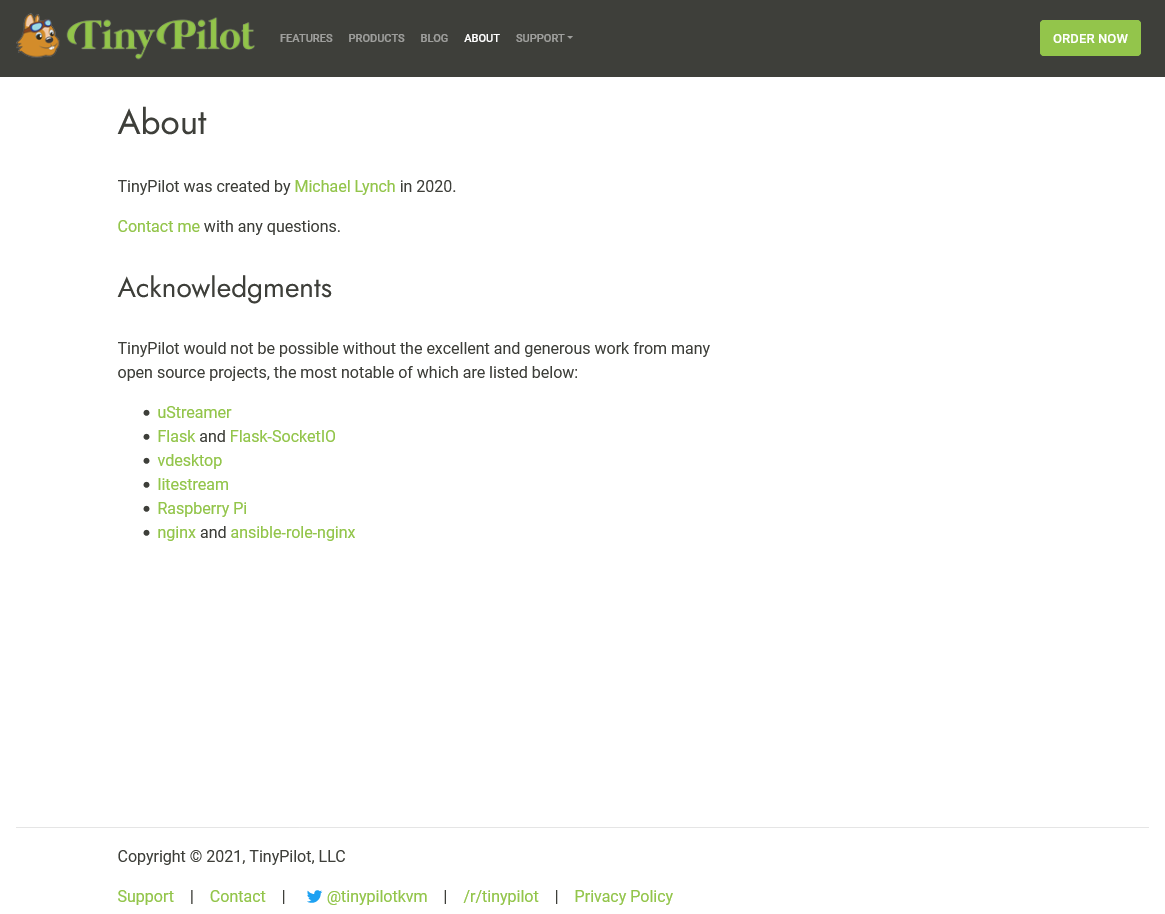 TinyPilot FEATURES PRODUCTS BLOG ABOUT SUPPORT ORDER NOW
About
TinyPilot was created by Michael Lynch in 2020.
Contact me with any questions.
Acknowledgments
TinyPilot would not be possible without the excellent and generous work from many
open source projects, the most notable of which are listed below:
uStreamer
Flask and Flask-SocketIO
vdesktop
litestream
Raspberry Pi
nginx and ansible-role-nginx
Copyright © 2021, TinyPilot, LLC
Support | Contact | @tinypilotkvm | /r/tinypilot | Privacy Policy